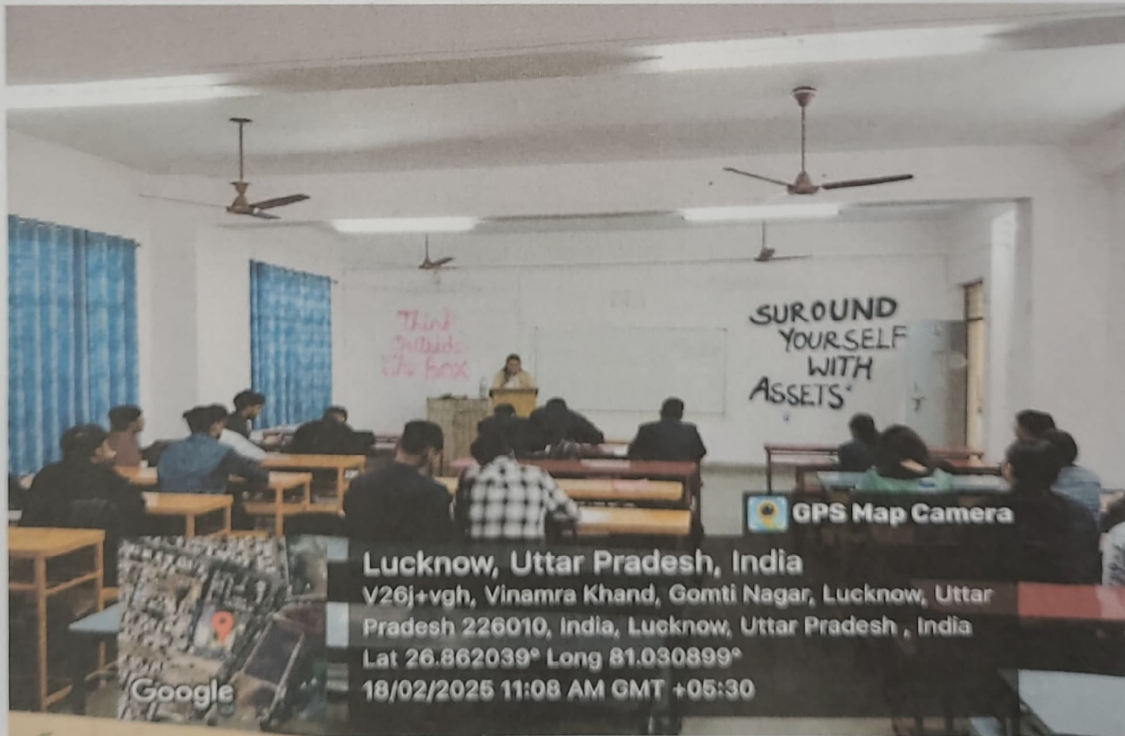 Think
Outside
The Box
SUROUND
YOURSELF
WITH
ASSETS"
GPS Map Camera
Lucknow, Uttar Pradesh, India
V26j+vgh, Vinamra Khand, Gomti Nagar, Lucknow, Uttar
Pradesh 226010, India, Lucknow, Uttar Pradesh , India
Lat 26.862039° Long 81.030899°
18/02/2025 11:08 AM GMT +05:30
Google